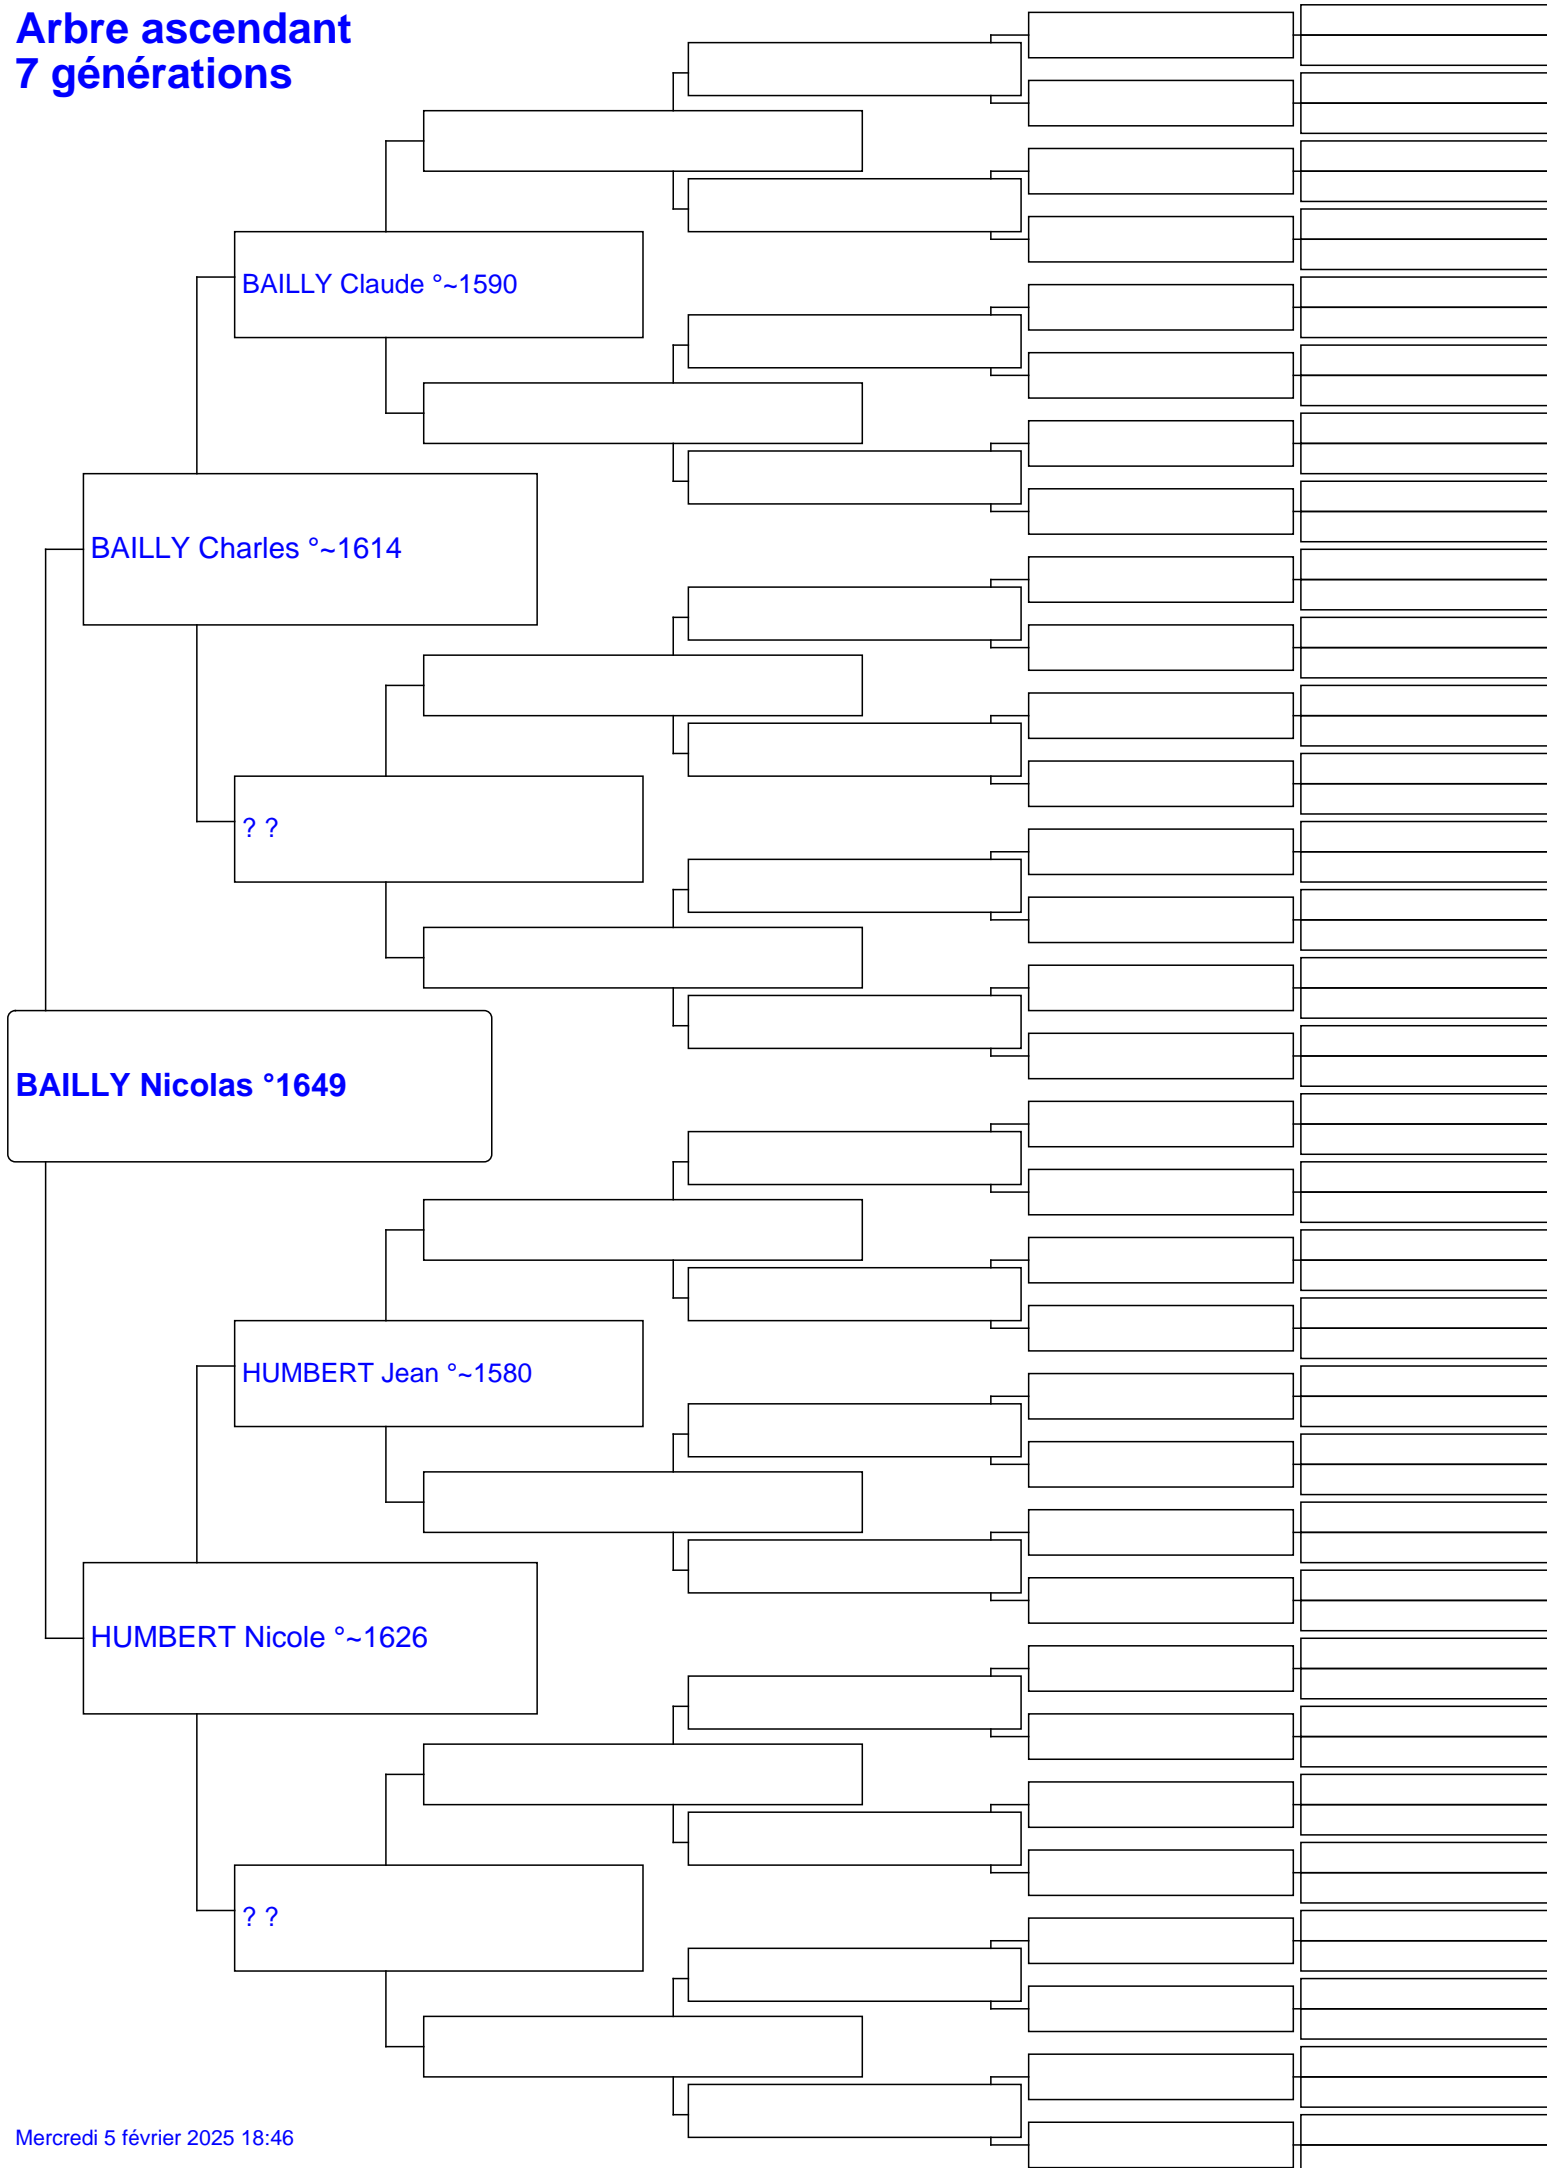 Arbre ascendant
7 générations
BAILLY Claude °~1590
BAILLY Charles °~1614
? ?
BAILLY Nicolas °1649
HUMBERT Jean °~1580
HUMBERT Nicole °~1626
? ?
Mercredi 5 février 2025 18:46